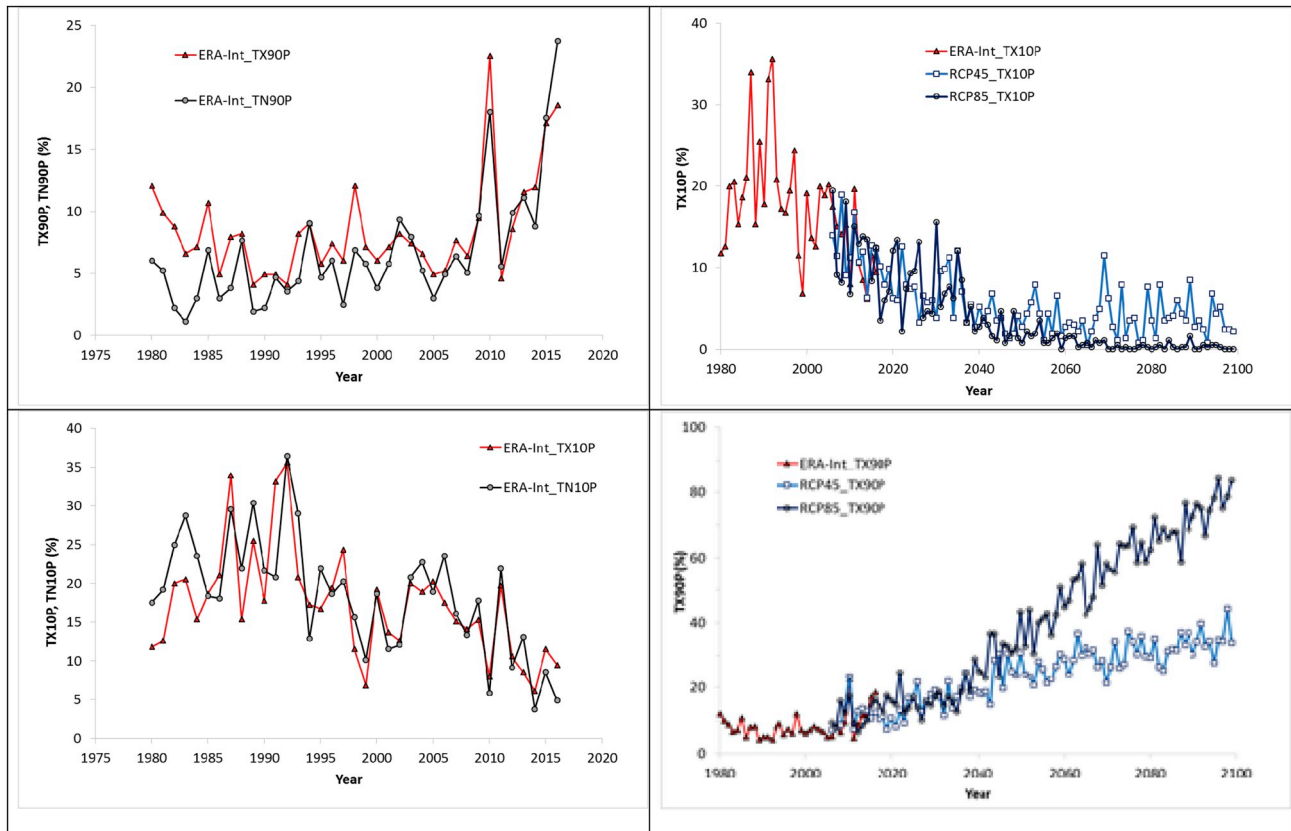 25
20
15
10
5
0
TX90P, TN90P (%)
ERA-Int_TX90P
ERA-Int_TN90P
1975 1980 1985 1990 1995 2000 2005 2010 2015 2020
Year
40
30
20
10
0
TX10P (%)
ERA-Int_TX10P
RCP45_TX10P
RCP85_TX10P
1980 2000 2020 2040 2060 2080 2100
Year
40
35
30
25
20
15
10
5
0
TX10P, TN10P (%)
ERA-Int_TX10P
ERA-Int_TN10P
1975 1980 1985 1990 1995 2000 2005 2010 2015 2020
Year
100
80
60
40
20
0
TX90P (%)
ERA-Int_TX90P
RCP45_TX90P
RCP85_TX90P
1980 2000 2020 2040 2060 2080 2100
Year